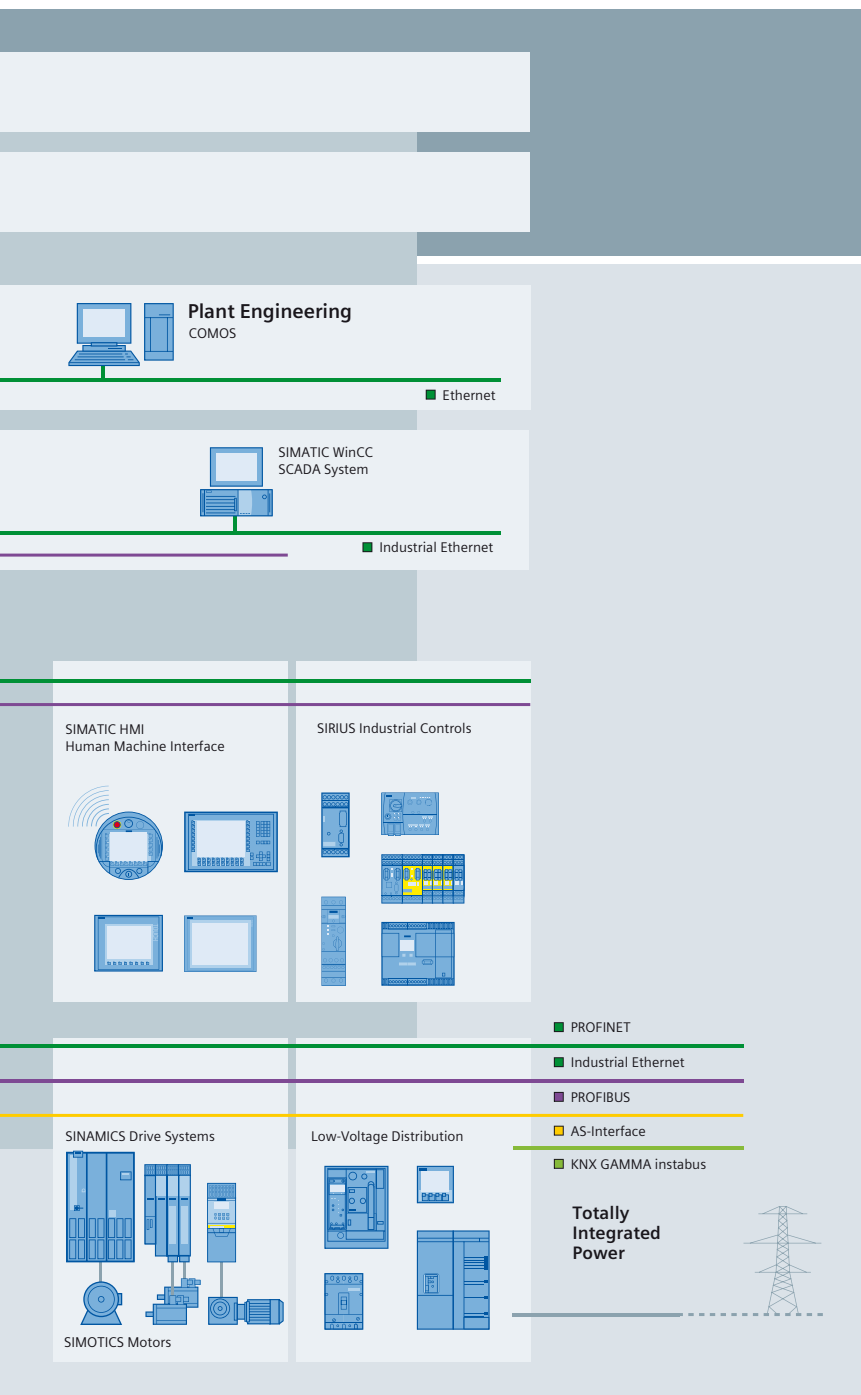 Plant Engineering
COMOS
Ethernet
SIMATIC WinCC
SCADA System
Industrial Ethernet
SIMATIC HMI
Human Machine Interface
SIRIUS Industrial Controls
PROFINET
Industrial Ethernet
PROFIBUS
AS-Interface
KNX GAMMA instabus
SINAMICS Drive Systems
Low-Voltage Distribution
Totally
Integrated
Power
SIMOTICS Motors